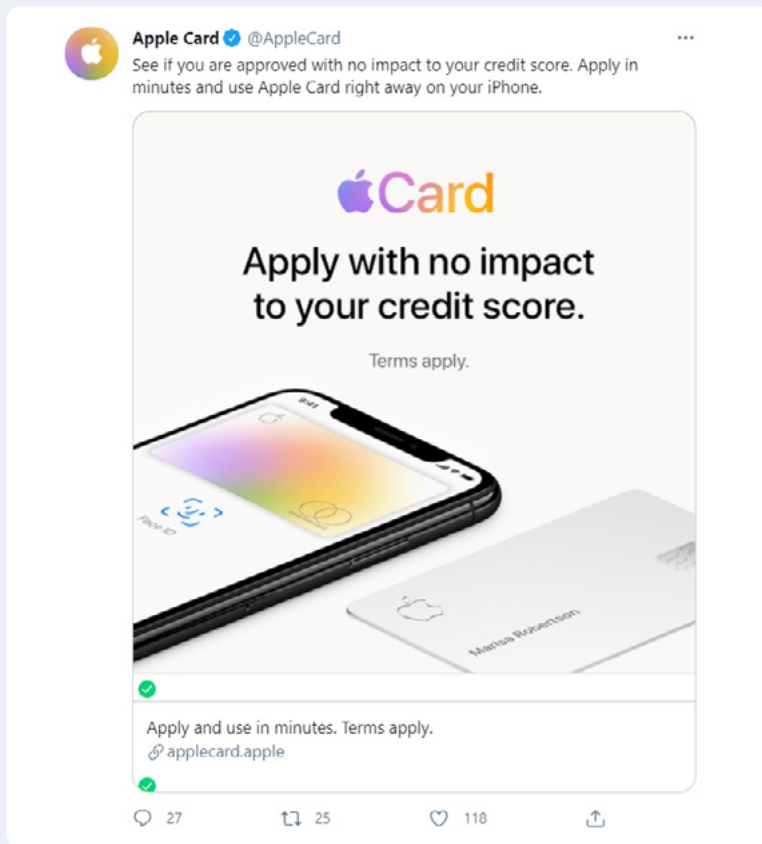 Apple Card @AppleCard
See if you are approved with no impact to your credit score. Apply in
minutes and use Apple Card right away on your iPhone.
Card
Apply with no impact
to your credit score.
Terms apply.
9:41
Face ID
Marisa Robertson
Apply and use in minutes. Terms apply.
applecard.apple
27 25 118